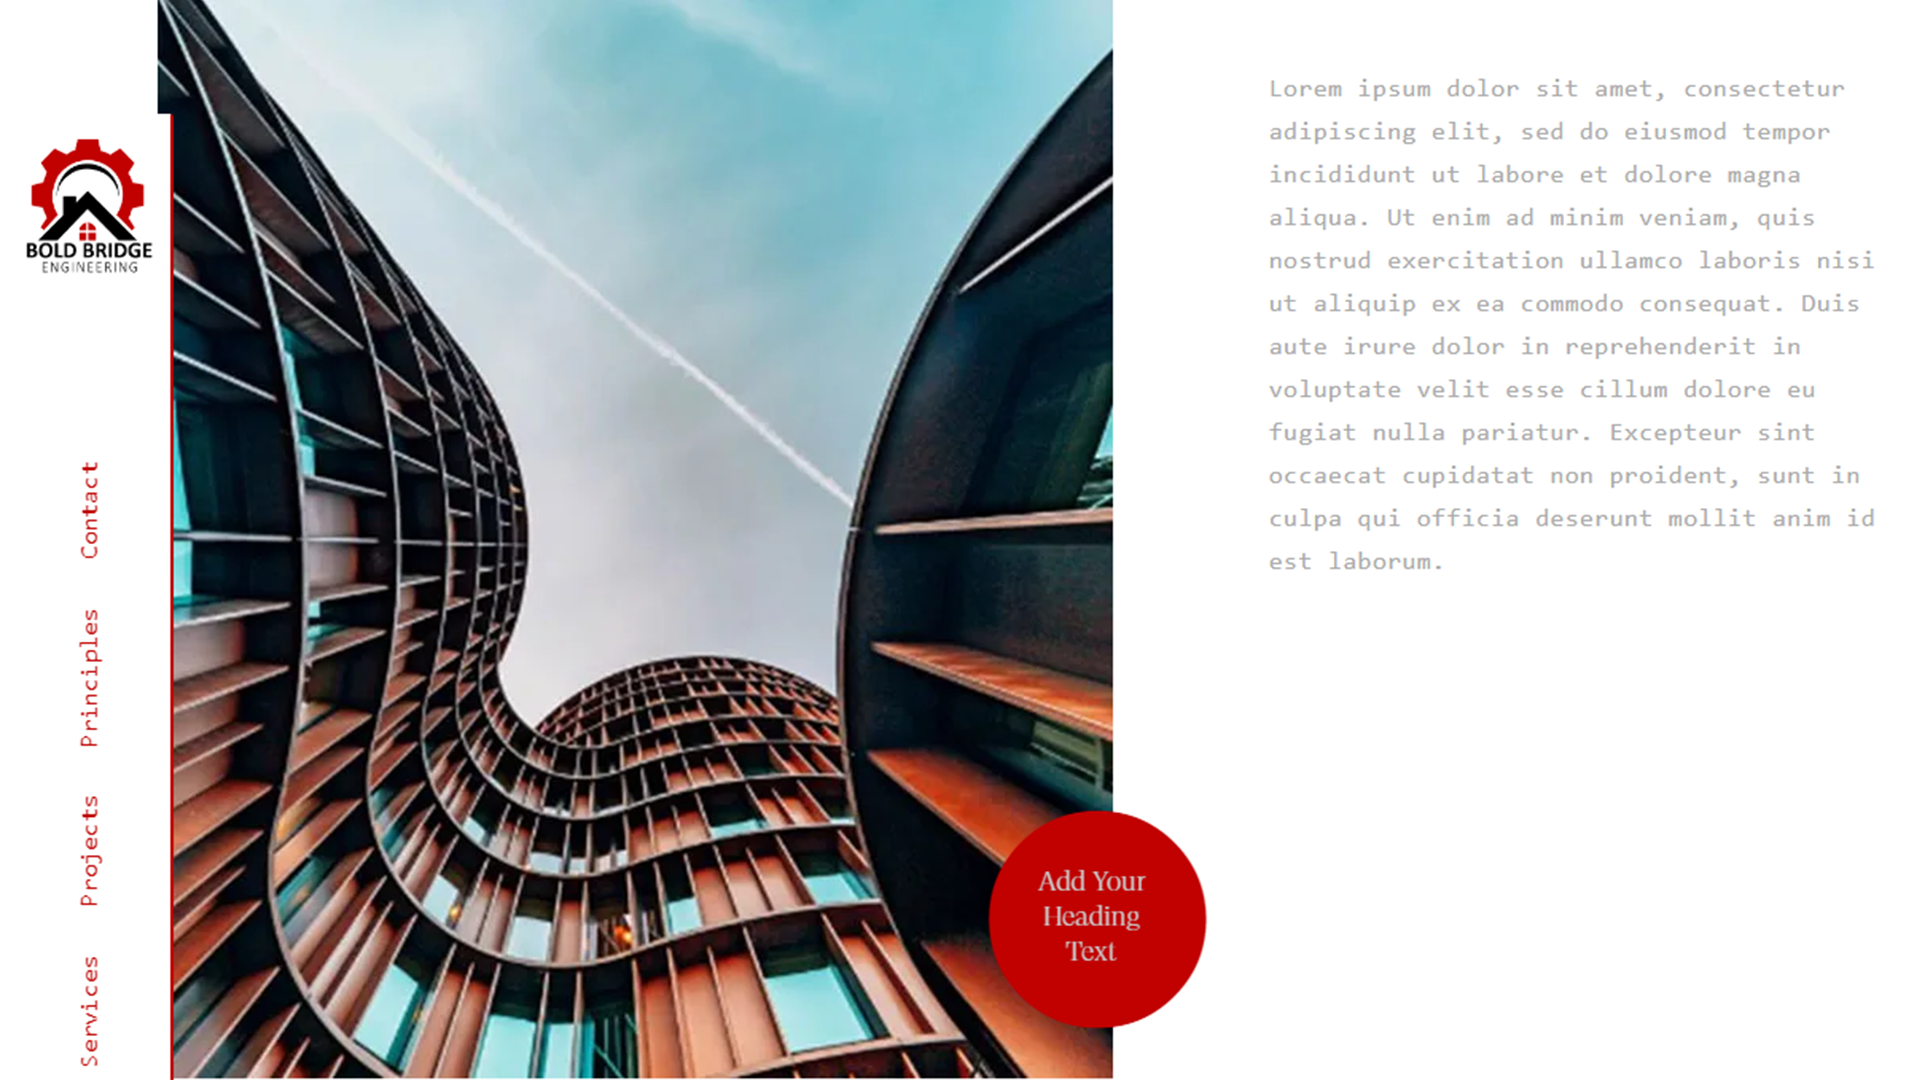 BOLD BRIDGE
ENGINEERING
Contact
Principles
Projects
Services
Lorem ipsum dolor sit amet, consectetur
adipiscing elit, sed do eiusmod tempor
incididunt ut labore et dolore magna
aliqua. Ut enim ad minim veniam, quis
nostrud exercitation ullamco laboris nisi
ut aliquip ex ea commodo consequat. Duis
aute irure dolor in reprehenderit in
voluptate velit esse cillum dolore eu
fugiat nulla pariatur. Excepteur sint
occaecat cupidatat non proident, sunt in
culpa qui officia deserunt mollit anim id
est laborum.
Add Your
Heading
Text